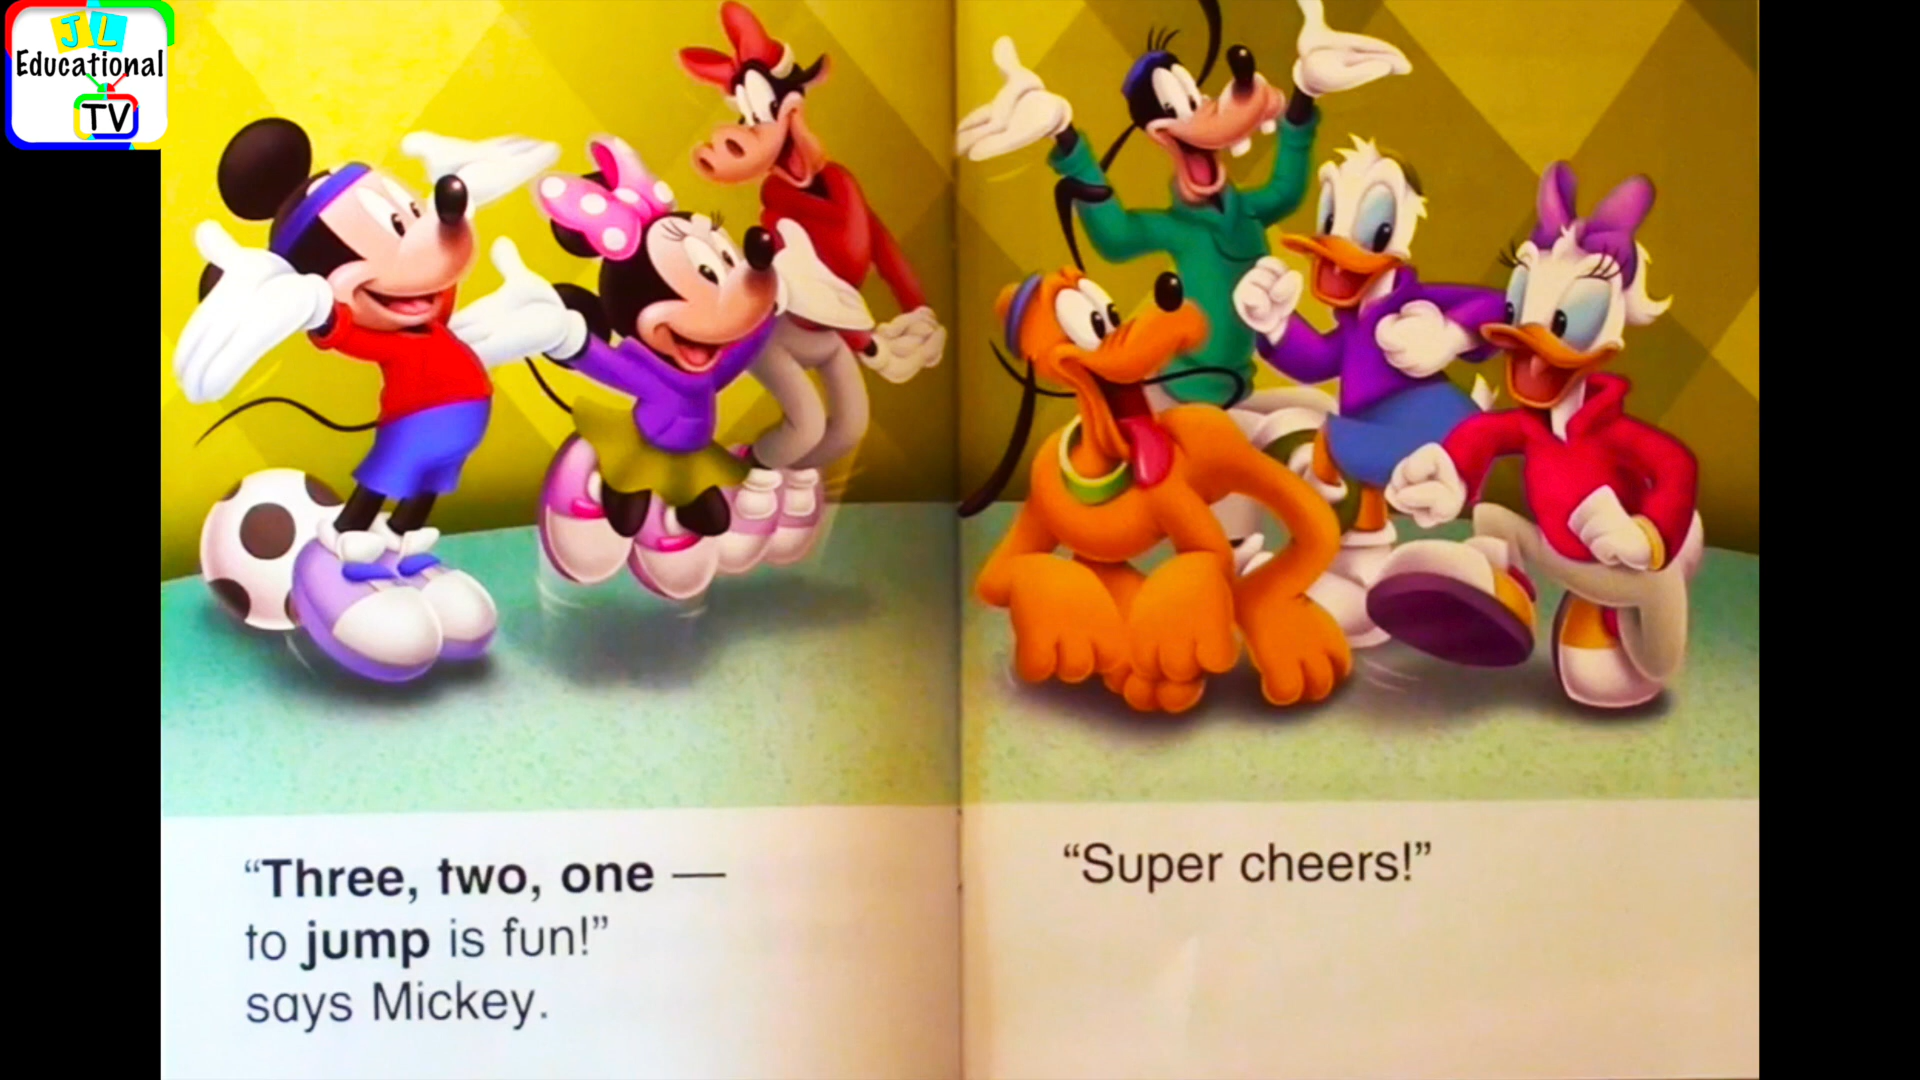 JL
Educational
TV
“Three, two, one —
to jump is fun!”
says Mickey.
“Super cheers!”